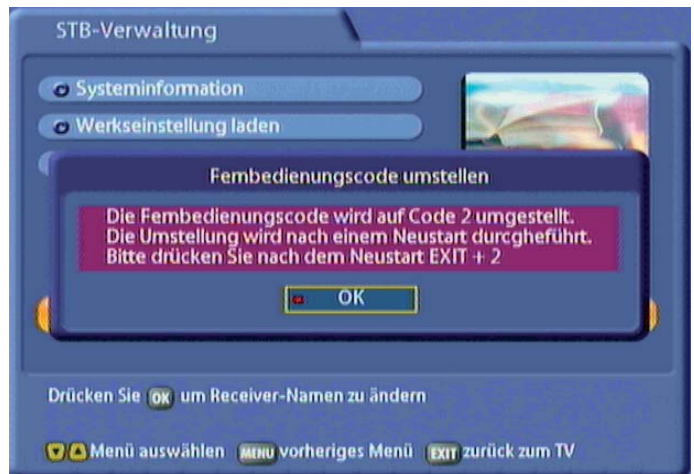 STB-Verwaltung
Systeminformation
Werkseinstellung laden
Fernbedienungscode umstellen
Die Fernbedienungscode wird auf Code 2 umgestellt.
Die Umstellung wird nach einem Neustart durcgheführt.
Bitte drücken Sie nach dem Neustart EXIT + 2
OK
Drücken Sie OK um Receiver-Namen zu ändern
Menü auswählen MENU vorheriges Menü EXIT zurück zum TV